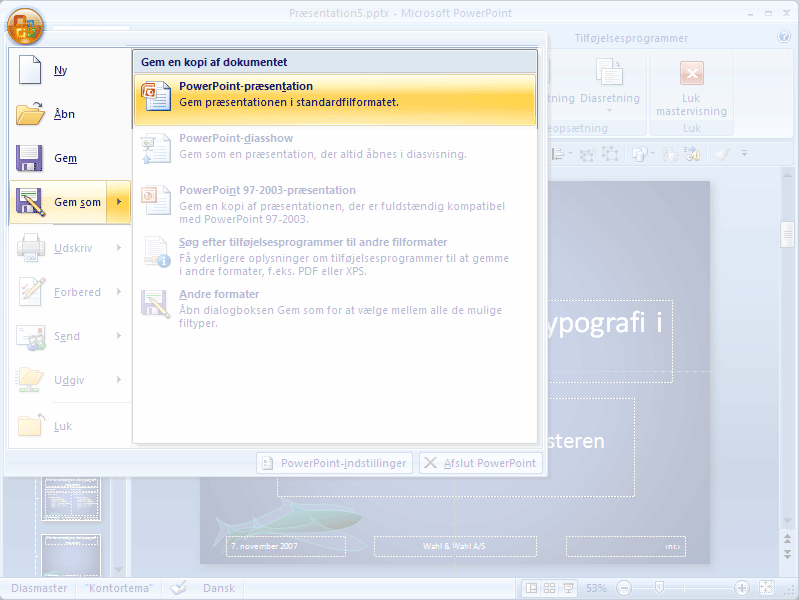 Præsentation5.pptx - Microsoft PowerPoint
Tilføjelsesprogrammer
Ny
Åbn
Gem
Gem som
Udskriv
Forbered
Send
Udgiv
Luk
Gem en kopi af dokumentet
PowerPoint-præsentation
Gem præsentationen i standardfilformatet.
PowerPoint-diasshow
Gem som en præsentation, der altid åbnes i diasvisning.
PowerPoint 97-2003-præsentation
Gem en kopi af præsentationen, der er fuldstændig kompatibel
med PowerPoint 97-2003.
Søg efter tilføjelsesprogrammer til andre filformater
Få yderligere oplysninger om tilføjelsesprogrammer til at gemme
i andre formater, f.eks. PDF eller XPS.
Andre formater
Åbn dialogboksen Gem som for at vælge mellem alle de mulige
filtyper.
PowerPoint-indstillinger
Afslut PowerPoint
tning
Diasretning
eopsætning
Luk
mastervisning
Luk
ypografi i
steren
7. november 2007
Wahl & Wahl A/S
‹nr.›
Diasmaster
"Kontortema"
Dansk
53%